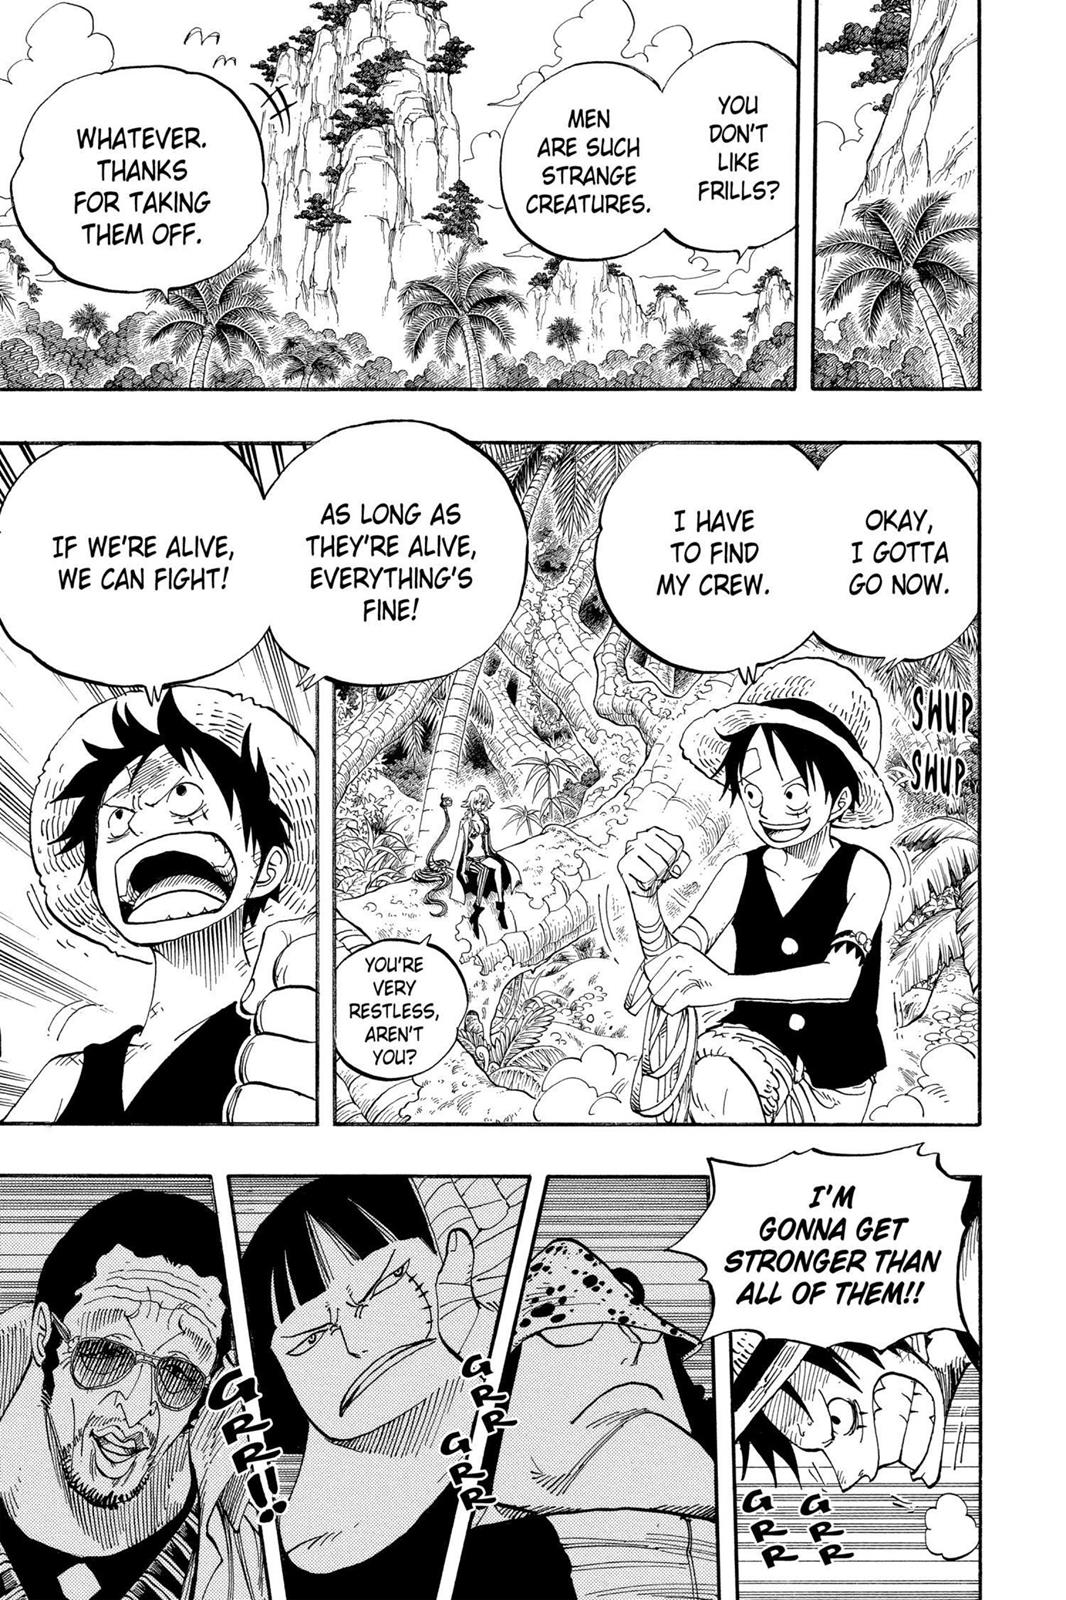 YOU
DON'T
LIKE
FRILLS?
MEN
ARE SUCH
STRANGE
CREATURES.
WHATEVER.
THANKS
FOR TAKING
THEM OFF.
OKAY,
I GOTTA
GO NOW.
I HAVE
TO FIND
MY CREW.
SHUP
SHUP
YOU'RE
VERY
RESTLESS,
AREN'T
YOU?
AS LONG AS
THEY'RE ALIVE,
EVERYTHING'S
FINE!
IF WE'RE ALIVE,
WE CAN FIGHT!
I'M
GONNA GET
STRONGER THAN
ALL OF THEM!!
GRR
GRR
GRR
GRR
GRR!!